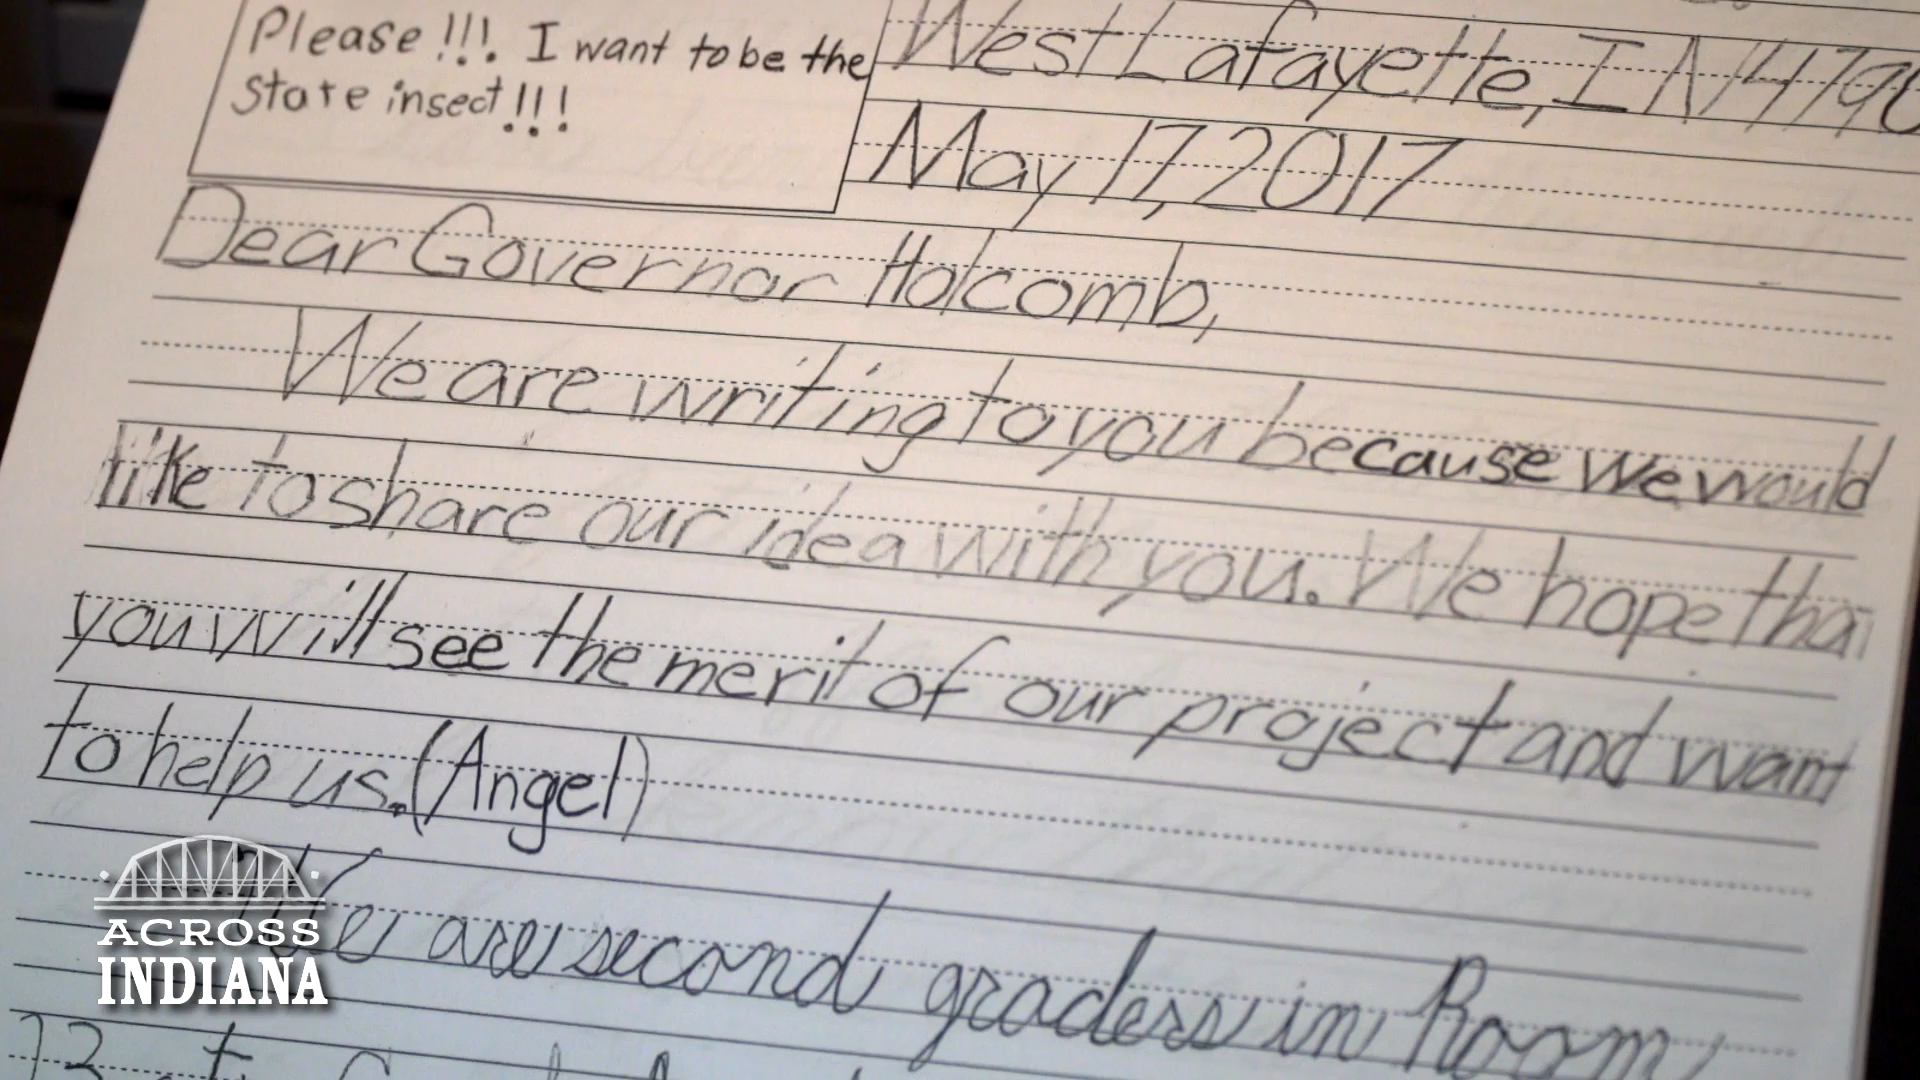 Please!!!. I want to be the
state insect!!!
West Lafayette, IN
May 17, 2017
Dear Governor Holcomb,
We are writing to you because we would
like to share our idea with you. We hope that
you will see the merit of our project and want
to help us. (Angel)
We are second graders in Room
ACROSS
INDIANA